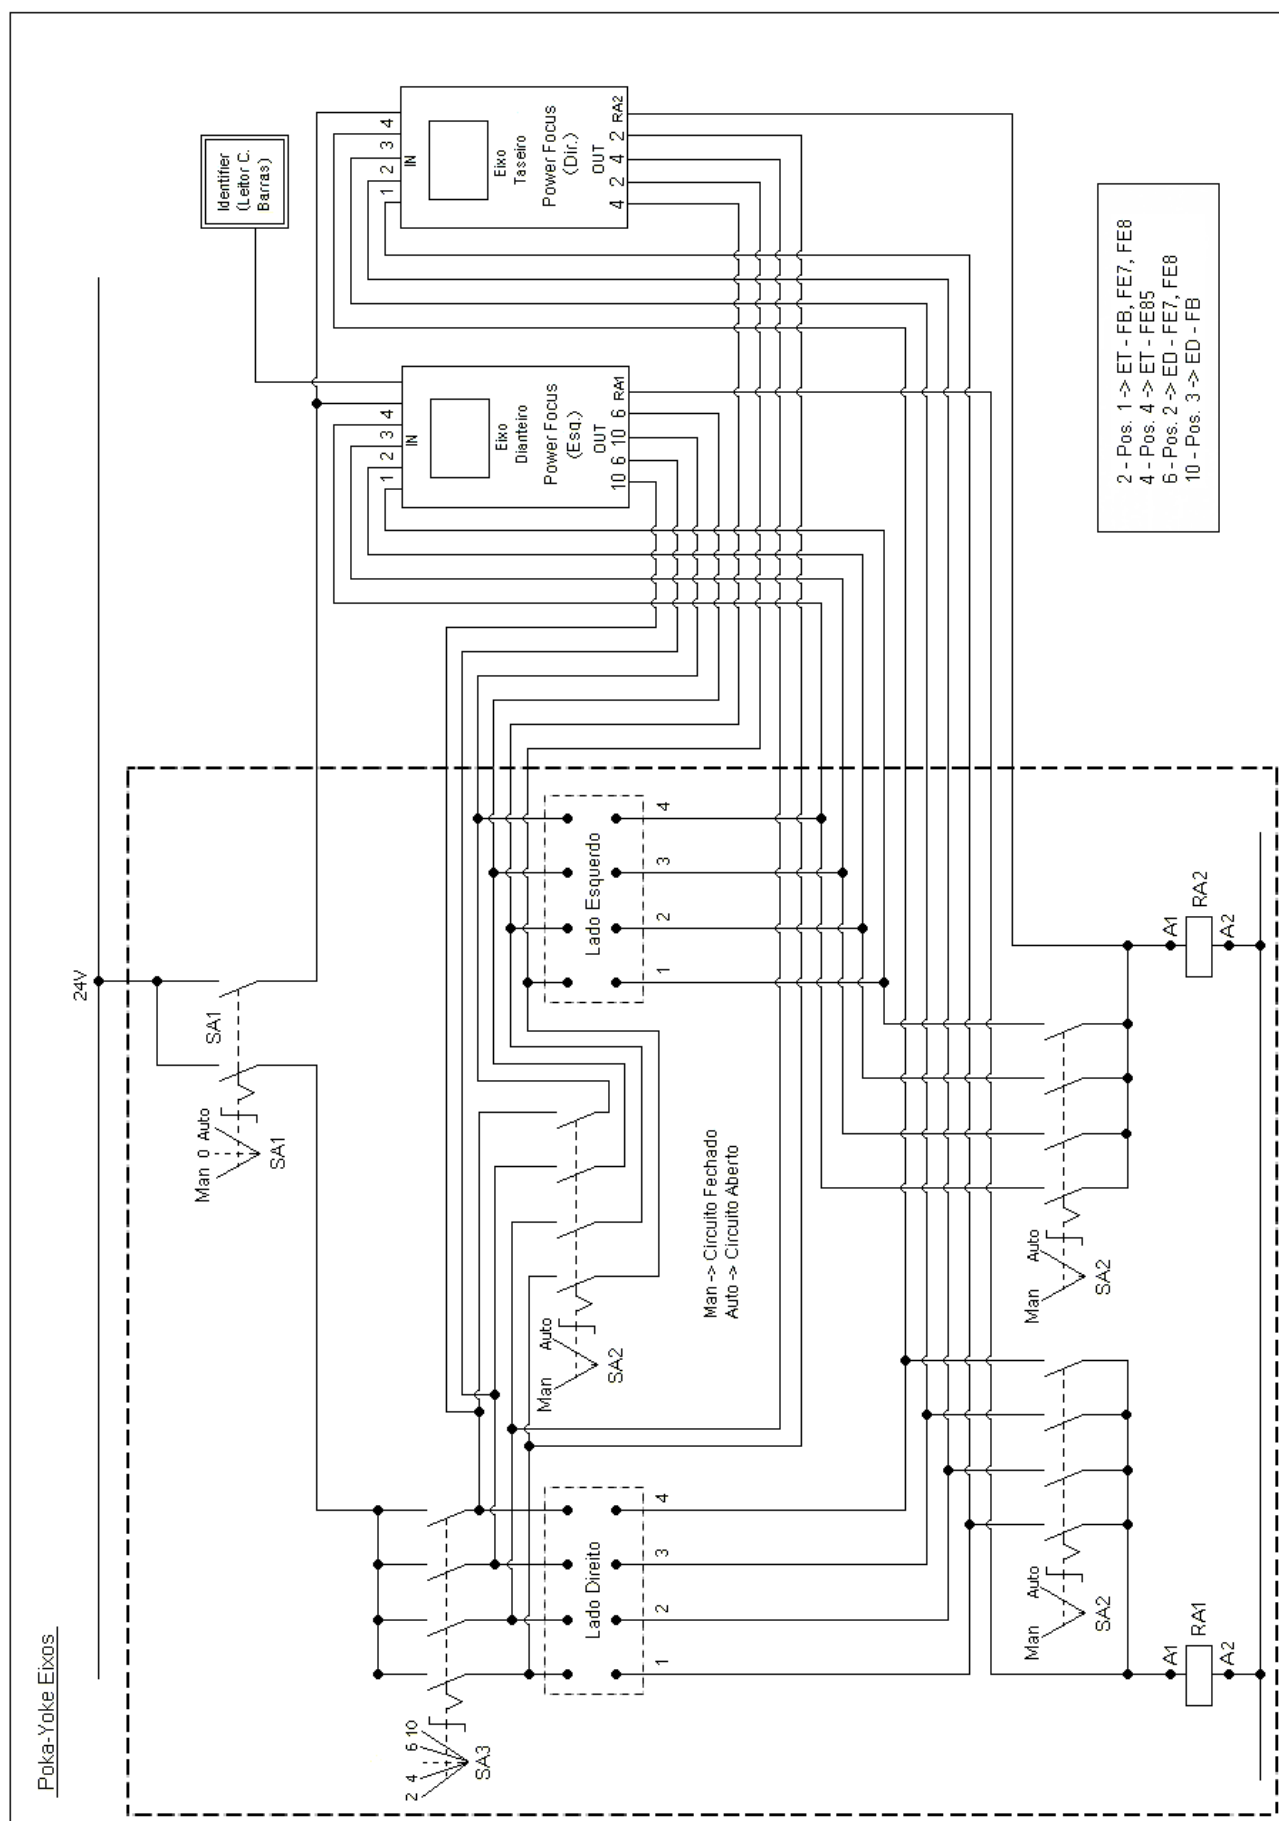 Poka-Yoke Eixos
24V
Man 0 Auto
SA1
SA1
Identifier
(Leitor C.
Barras)
2 4 6 10
SA3
1 2 3 4
IN
Eixo
Dianteiro
Power Focus
(Esq.)
OUT
10 6 10 6 RA1
1 2 3 4
IN
Eixo
Taseiro
Power Focus
(Dir.)
OUT
4 2 4 2 RA2
Lado Direito
1 2 3 4
Man Auto
SA2
Lado Esquerdo
1 2 3 4
Man -> Circuito Fechado
Auto -> Circuito Aberto
Man Auto
SA2
Man Auto
SA2
A1
RA1
A2
A1
RA2
A2
2 - Pos. 1 -> ET - FB, FE7, FE8
4 - Pos. 4 -> ET - FE85
6 - Pos. 2 -> ED - FE7, FE8
10 - Pos. 3 -> ED - FB